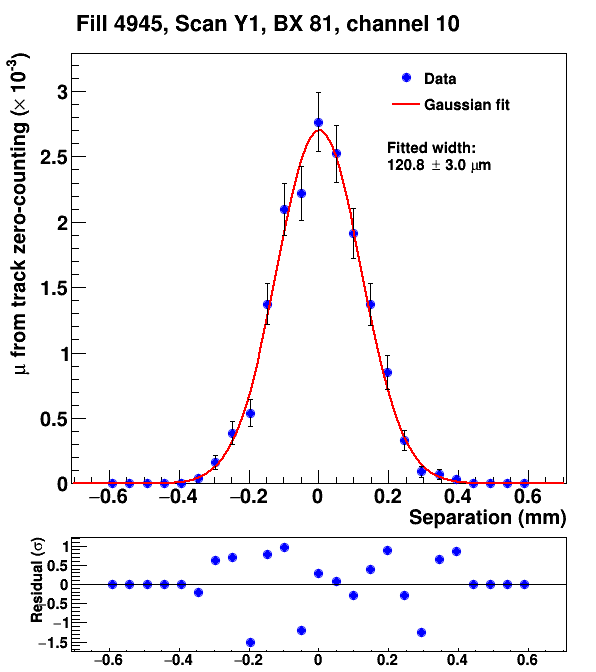 Fill 4945, Scan Y1, BX 81, channel 10
μ from track zero-counting (× 10⁻³)
3
2.5
2
1.5
1
0.5
0
Data
Gaussian fit
Fitted width:
120.8 ± 3.0 μm
−0.6 −0.4 −0.2 0 0.2 0.4 0.6
Separation (mm)
Residual (σ)
1
0.5
0
−0.5
−1
−1.5
−0.6 −0.4 −0.2 0 0.2 0.4 0.6